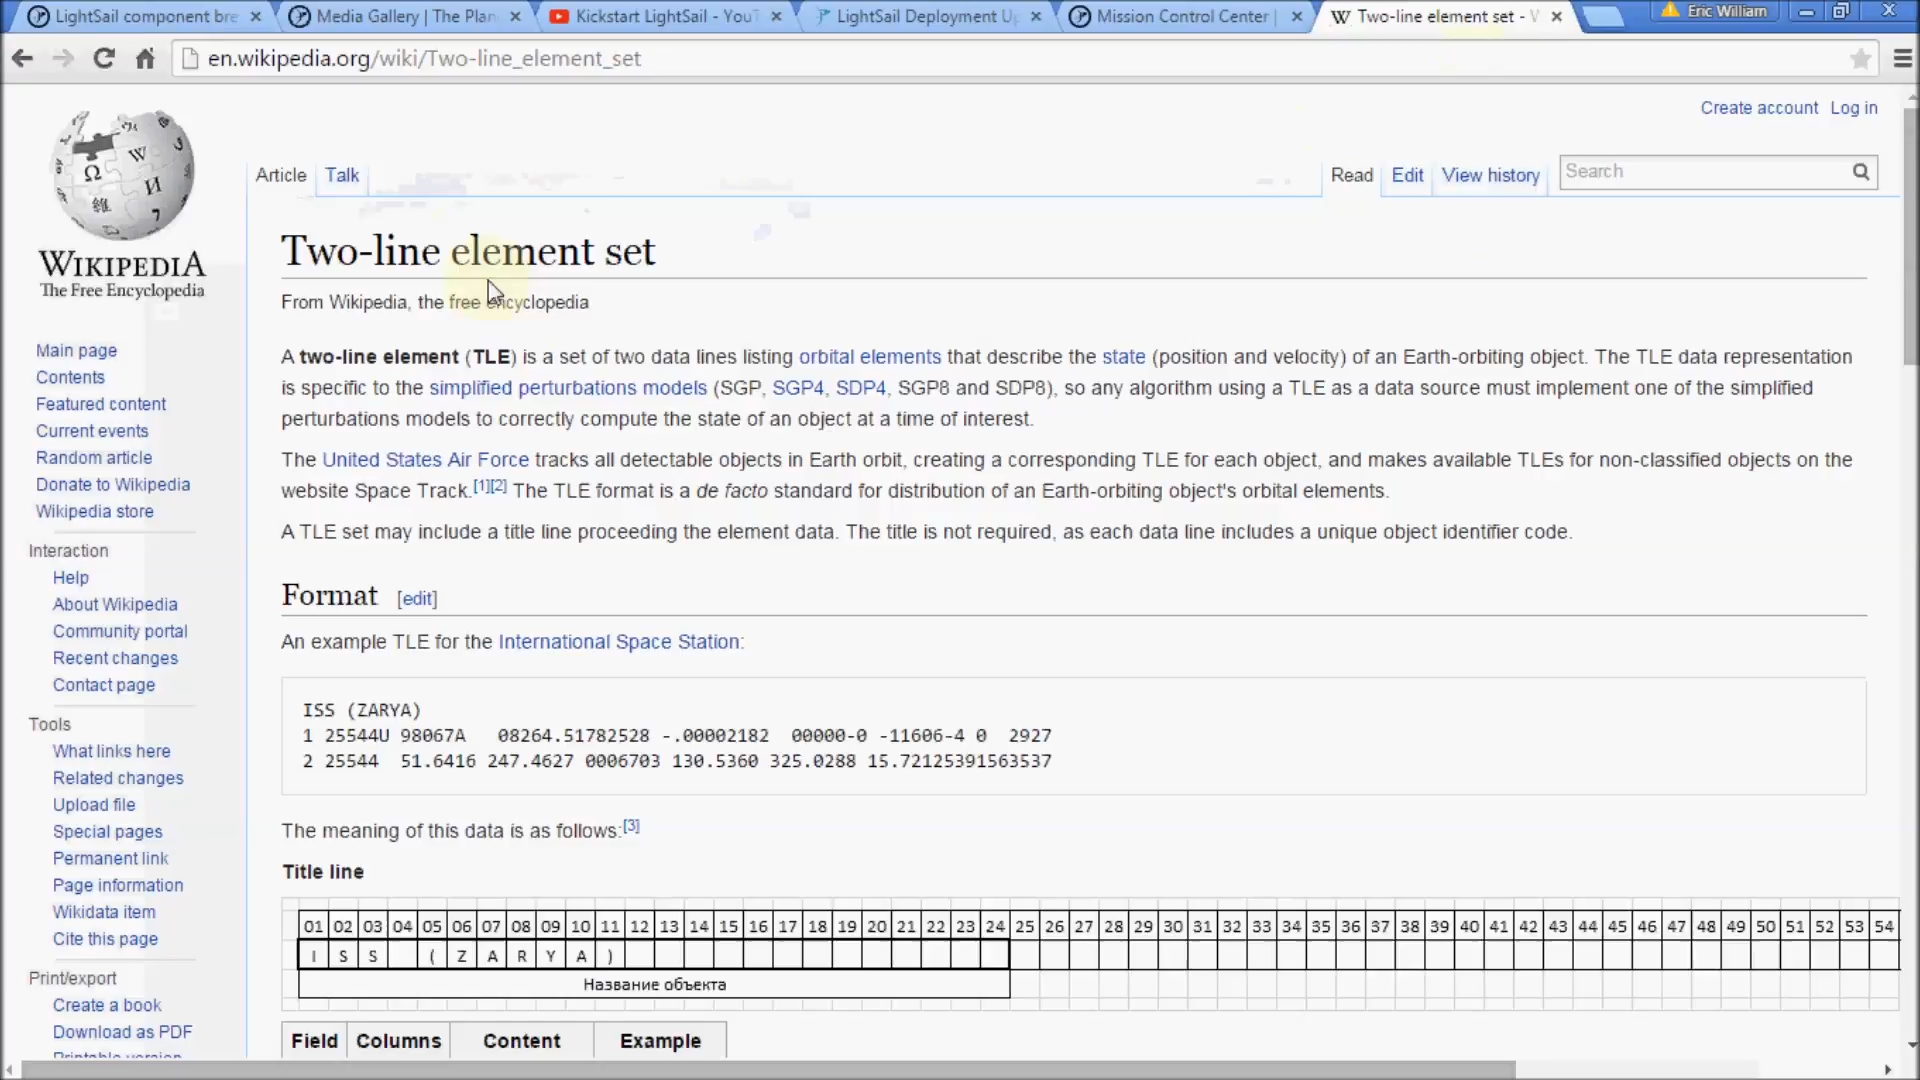 LightSail component bre
Media Gallery | The Plan
Kickstart LightSail - You
LightSail Deployment U
Mission Control Center |
Two-line element set -
Eric William
en.wikipedia.org/wiki/Two-line_element_set
Create account Log in
Article Talk
Read Edit View history
Search
WIKIPEDIA
The Free Encyclopedia
Main page
Contents
Featured content
Current events
Random article
Donate to Wikipedia
Wikipedia store
Interaction
Help
About Wikipedia
Community portal
Recent changes
Contact page
Tools
What links here
Related changes
Upload file
Special pages
Permanent link
Page information
Wikidata item
Cite this page
Print/export
Create a book
Download as PDF
Printable version
Two-line element set
From Wikipedia, the free encyclopedia
A two-line element (TLE) is a set of two data lines listing orbital elements that describe the state (position and velocity) of an Earth-orbiting object. The TLE data representation
is specific to the simplified perturbations models (SGP, SGP4, SDP4, SGP8 and SDP8), so any algorithm using a TLE as a data source must implement one of the simplified
perturbations models to correctly compute the state of an object at a time of interest.
The United States Air Force tracks all detectable objects in Earth orbit, creating a corresponding TLE for each object, and makes available TLEs for non-classified objects on the
website Space Track.[1][2] The TLE format is a de facto standard for distribution of an Earth-orbiting object's orbital elements.
A TLE set may include a title line proceeding the element data. The title is not required, as each data line includes a unique object identifier code.
Format [edit]
An example TLE for the International Space Station:
ISS (ZARYA)
1 25544U 98067A   08264.51782528 -.00002182  00000-0 -11606-4 0  2927
2 25544  51.6416 247.4627 0006703 130.5360 325.0288 15.72125391563537
The meaning of this data is as follows:[3]
Title line
01 02 03 04 05 06 07 08 09 10 11 12 13 14 15 16 17 18 19 20 21 22 23 24 25 26 27 28 29 30 31 32 33 34 35 36 37 38 39 40 41 42 43 44 45 46 47 48 49 50 51 52 53 54
I S S ( Z A R Y A )
Название объекта
Field Columns Content Example